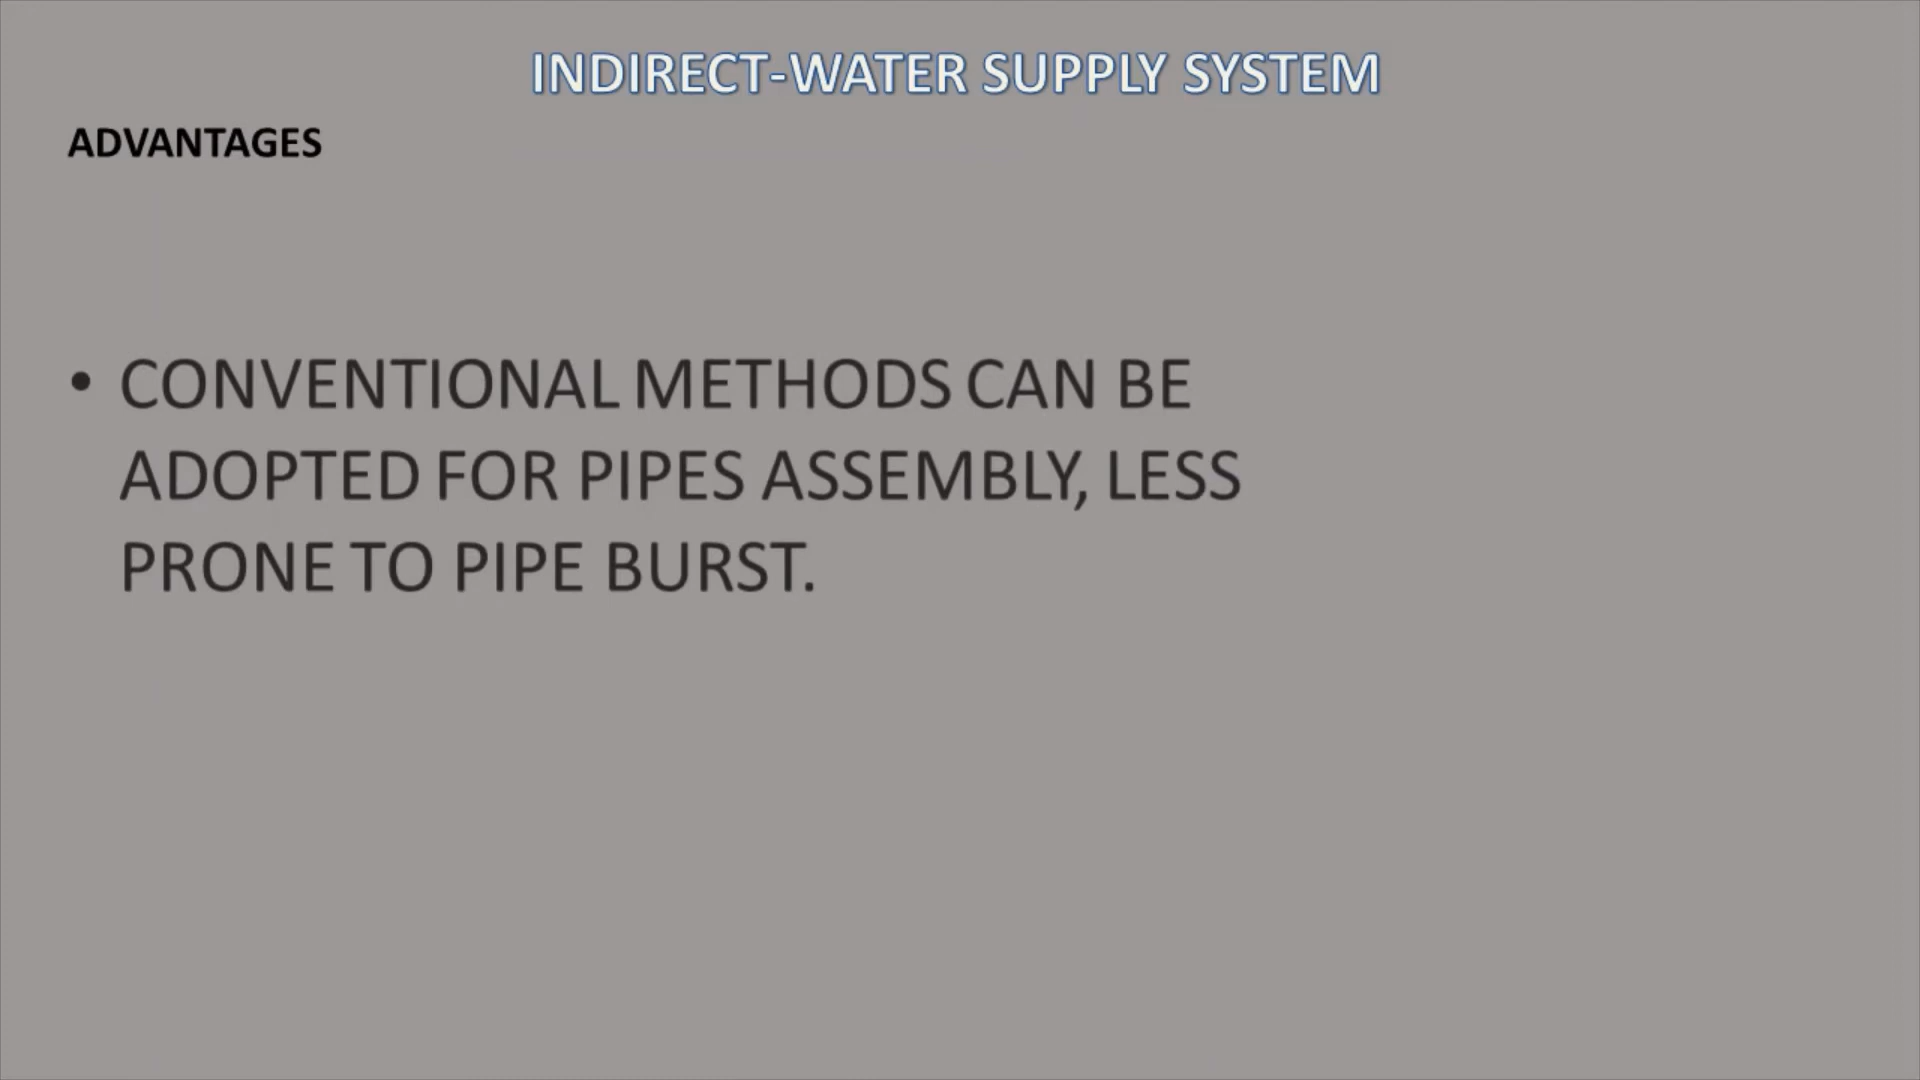 INDIRECT-WATER SUPPLY SYSTEM
ADVANTAGES
• CONVENTIONAL METHODS CAN BE
ADOPTED FOR PIPES ASSEMBLY, LESS
PRONE TO PIPE BURST.